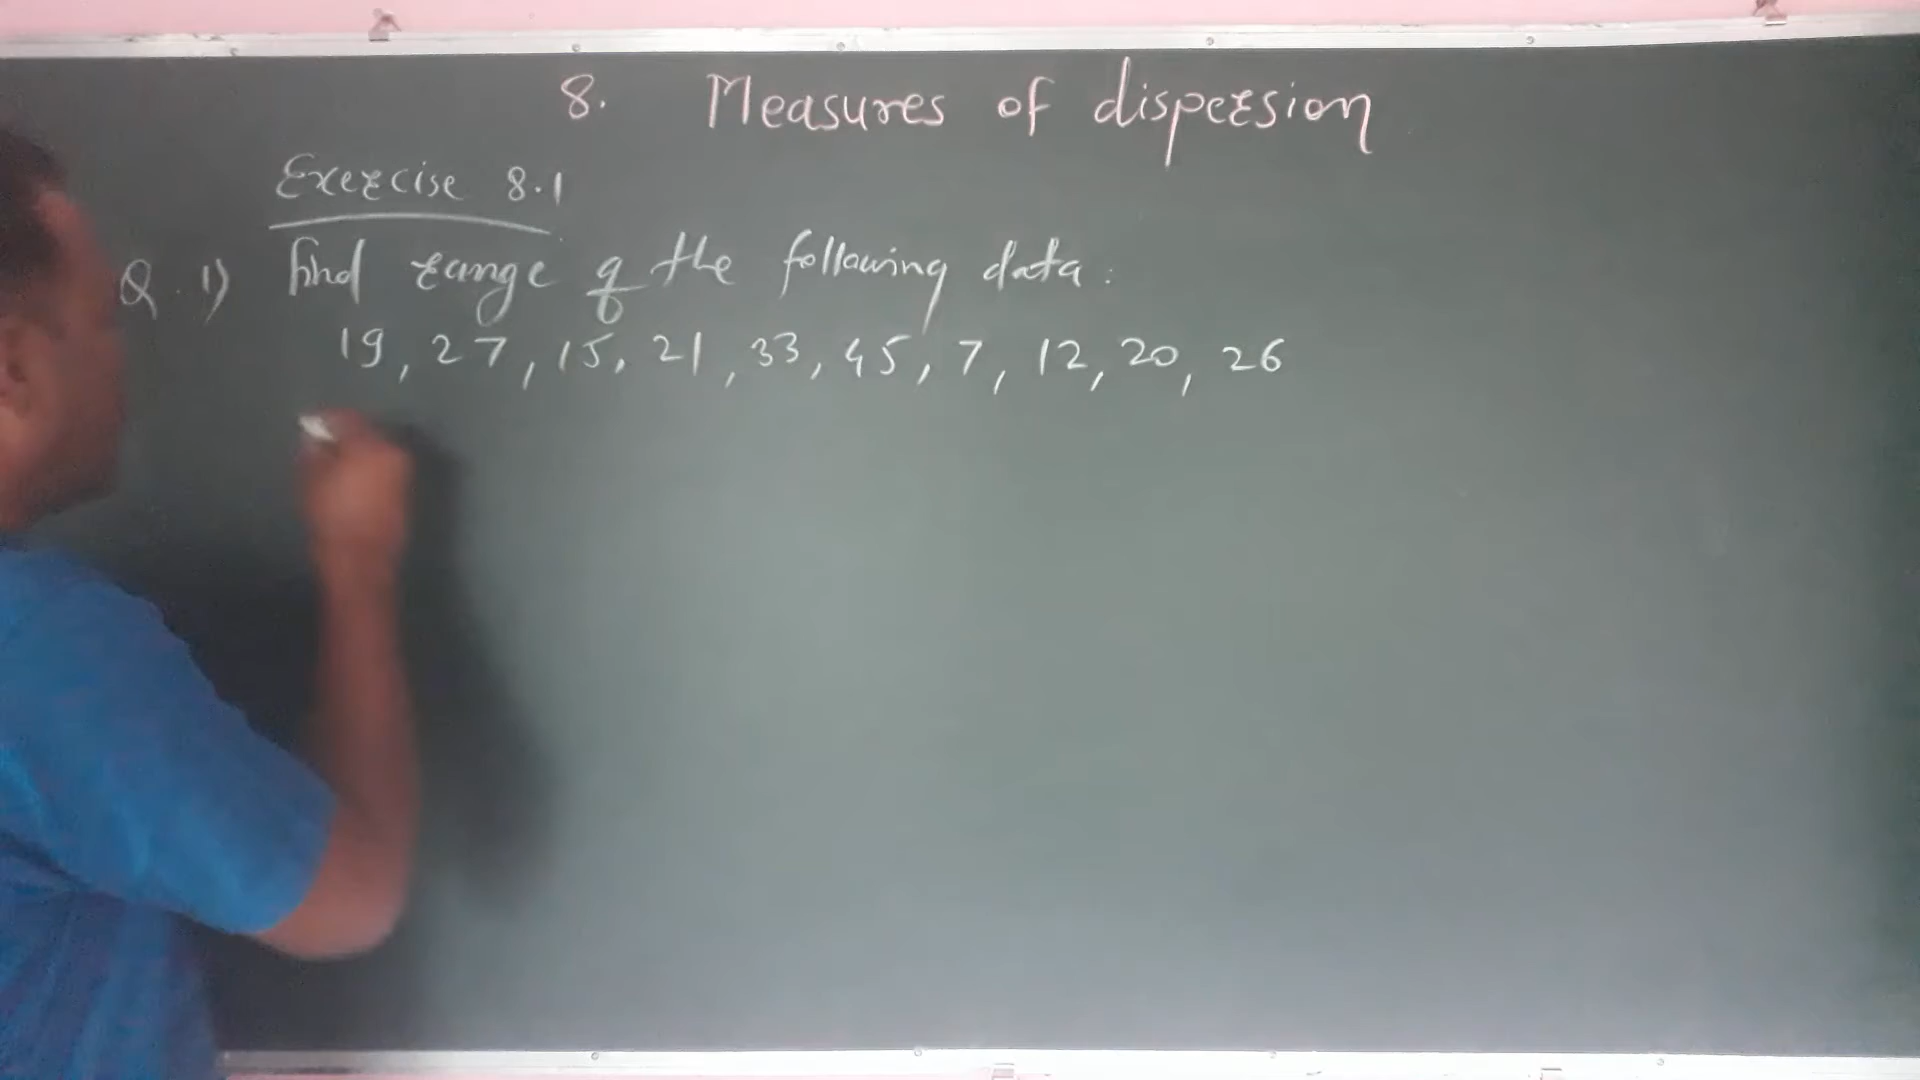 8. Measures of dispersion
Exercise 8.1
Q. 1) find range of the following data:
19, 27, 15, 21, 33, 45, 7, 12, 20, 26